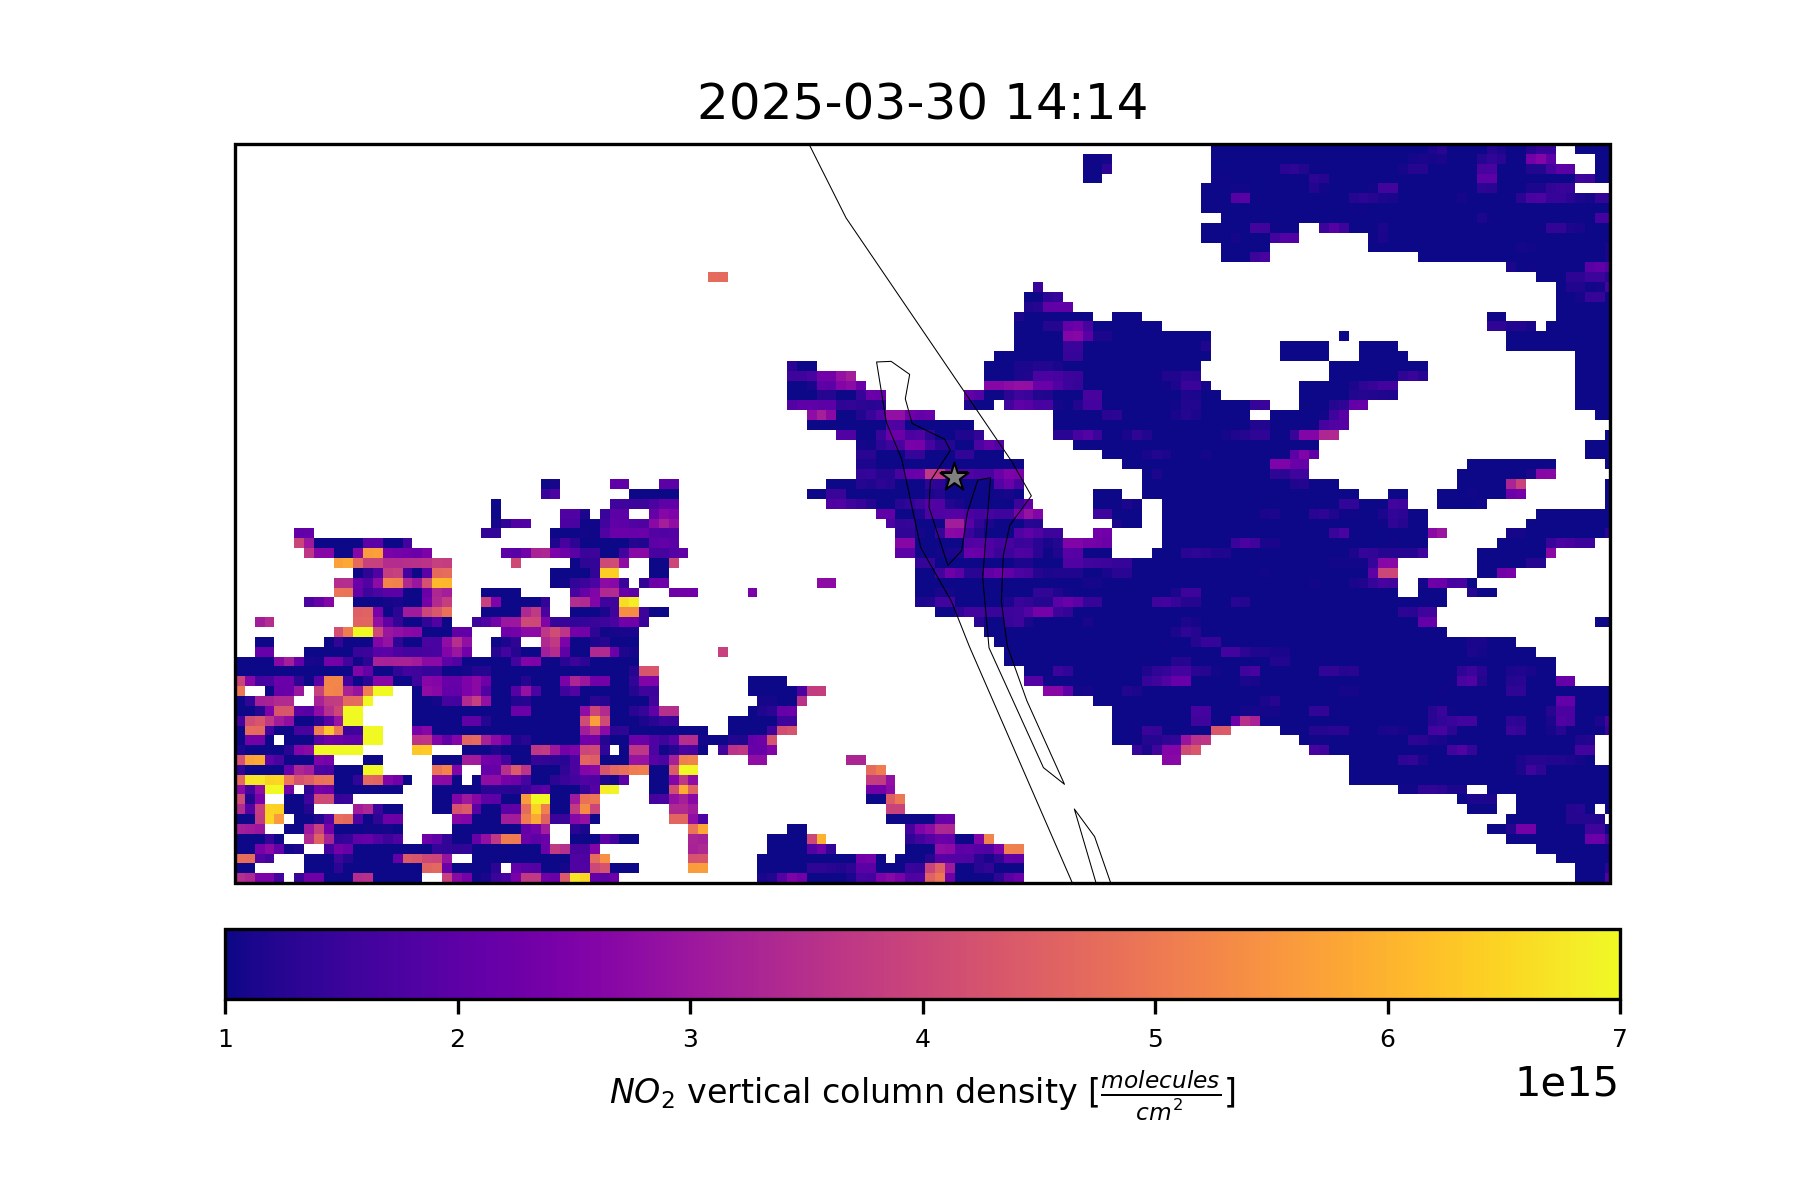 2025-03-30 14:14
1 2 3 4 5 6 7
1e15
NO₂ vertical column density [molecules/cm²]